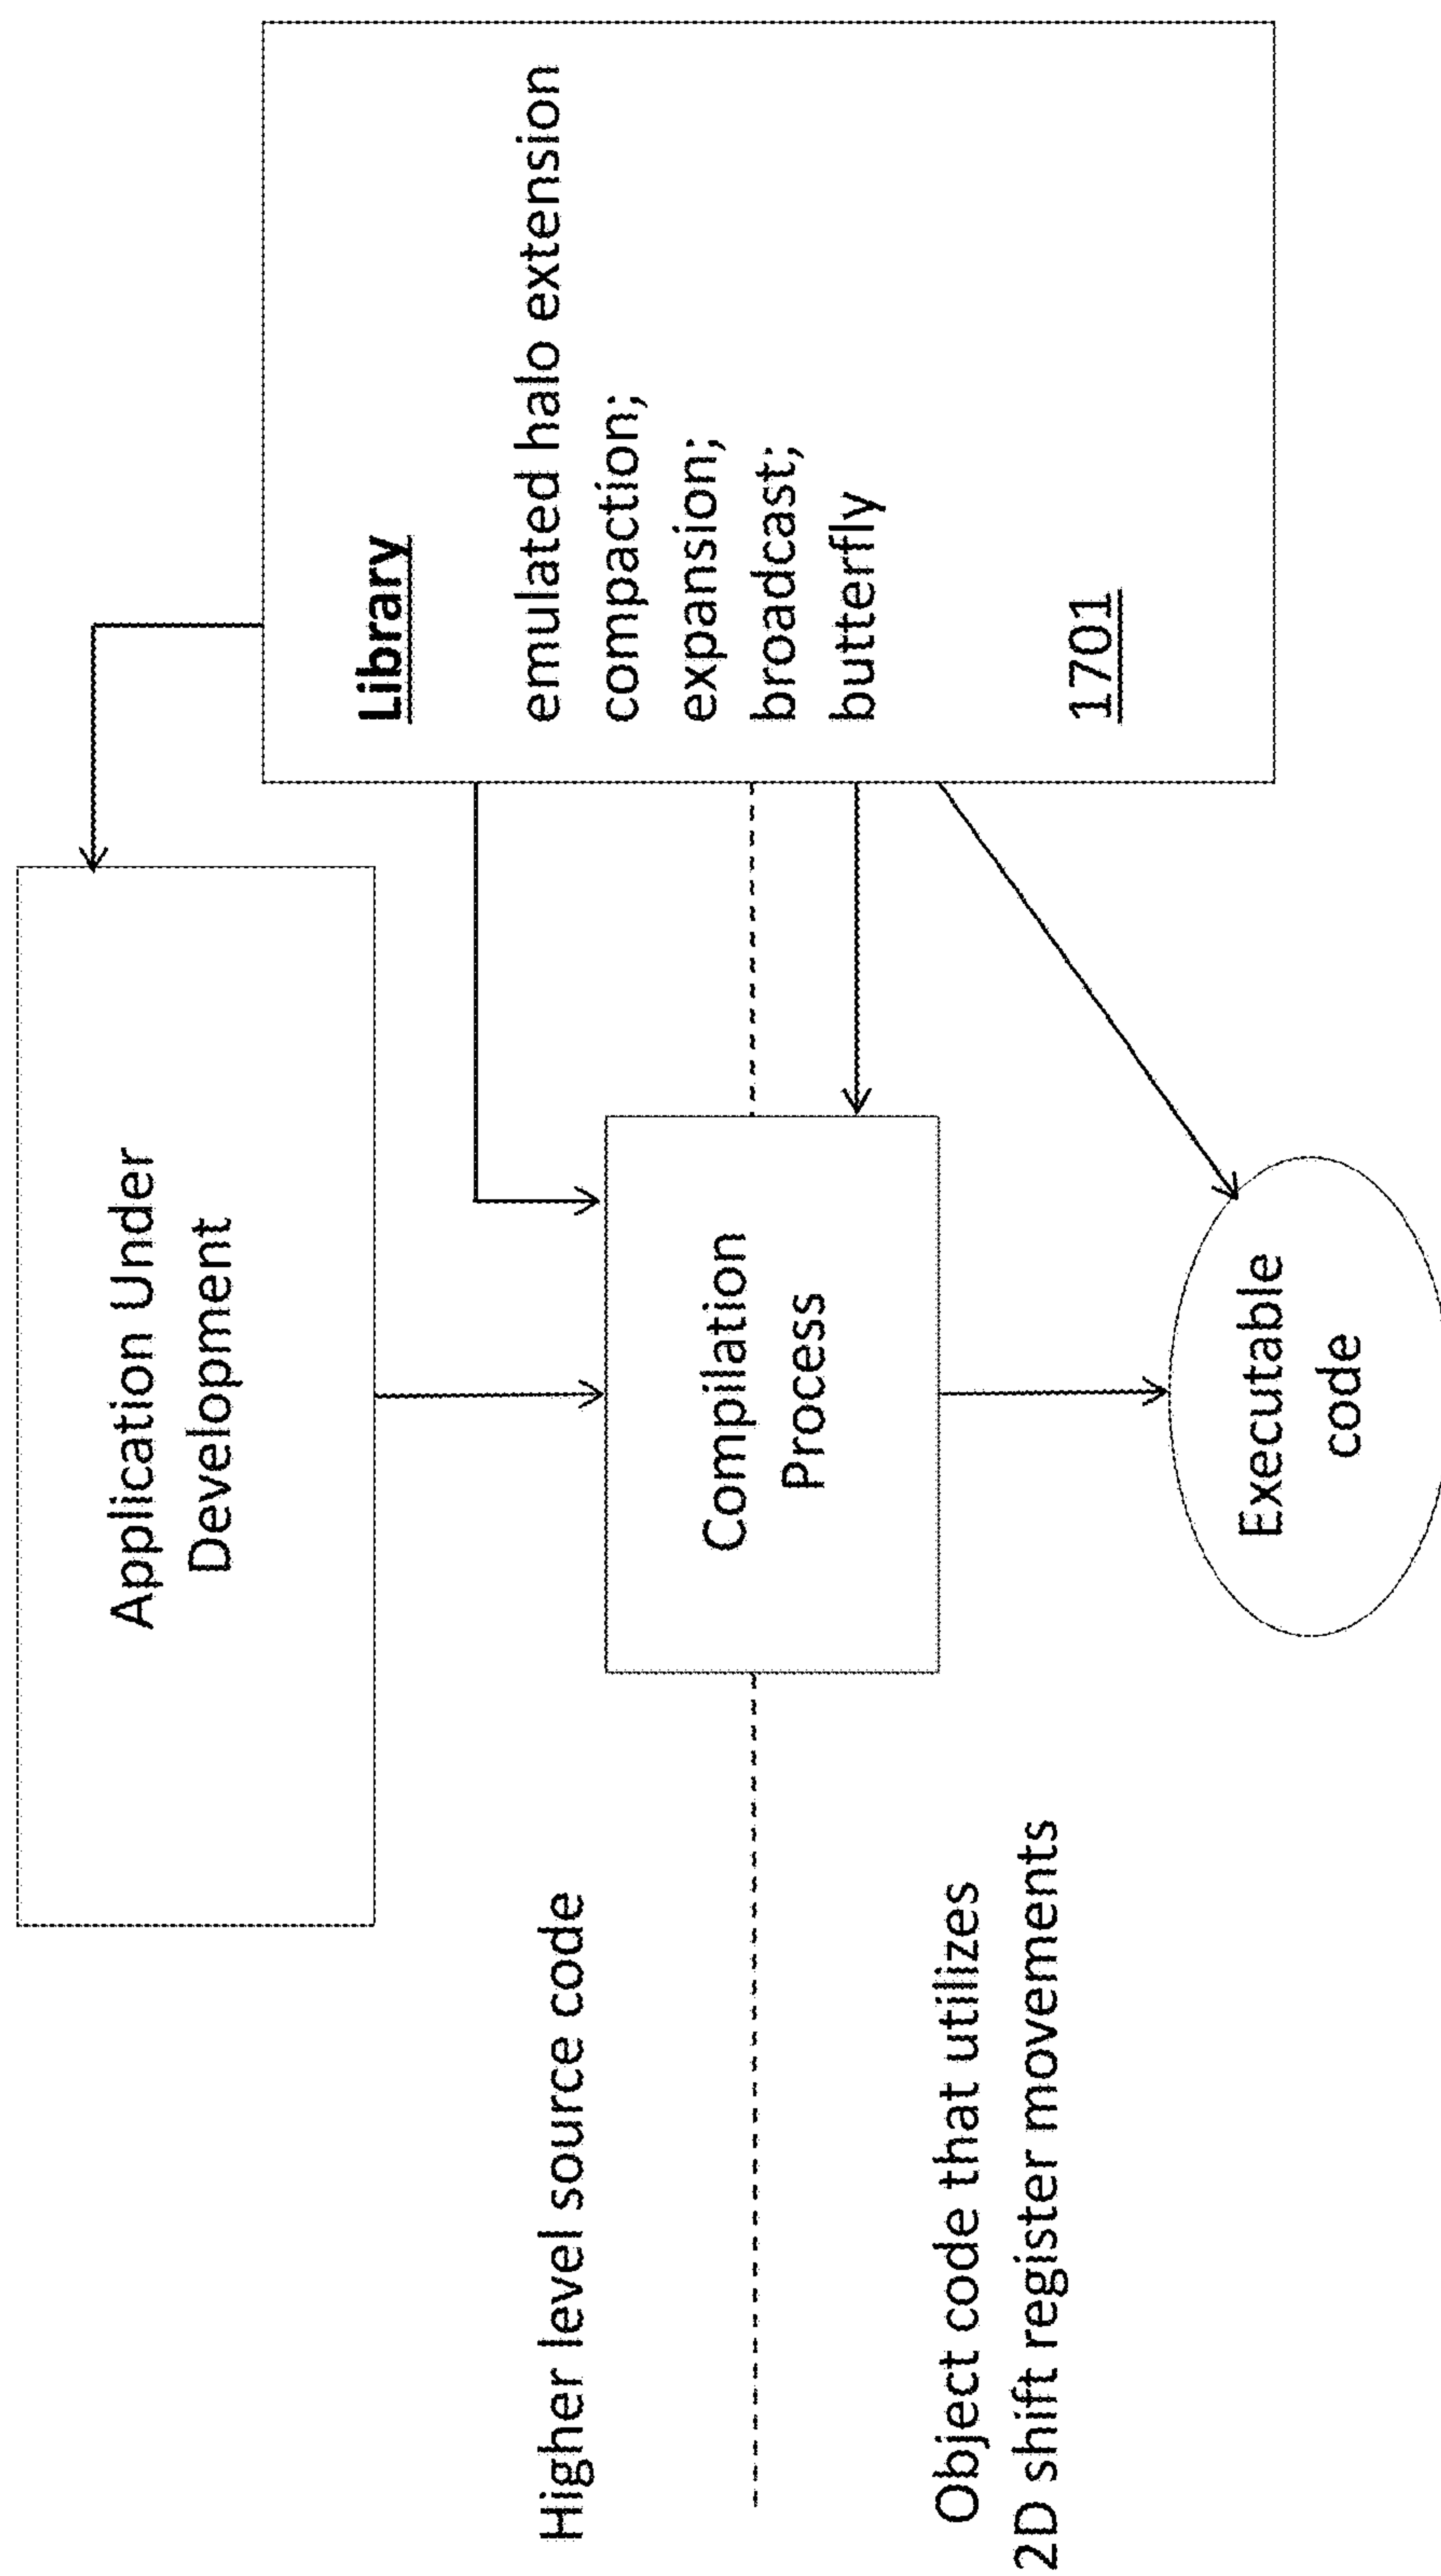 Application Under
Development
Higher level source code
Compilation
Process
Object code that utilizes
2D shift register movements
Executable
code
Library
emulated halo extension
compaction;
expansion;
broadcast;
butterfly
1701